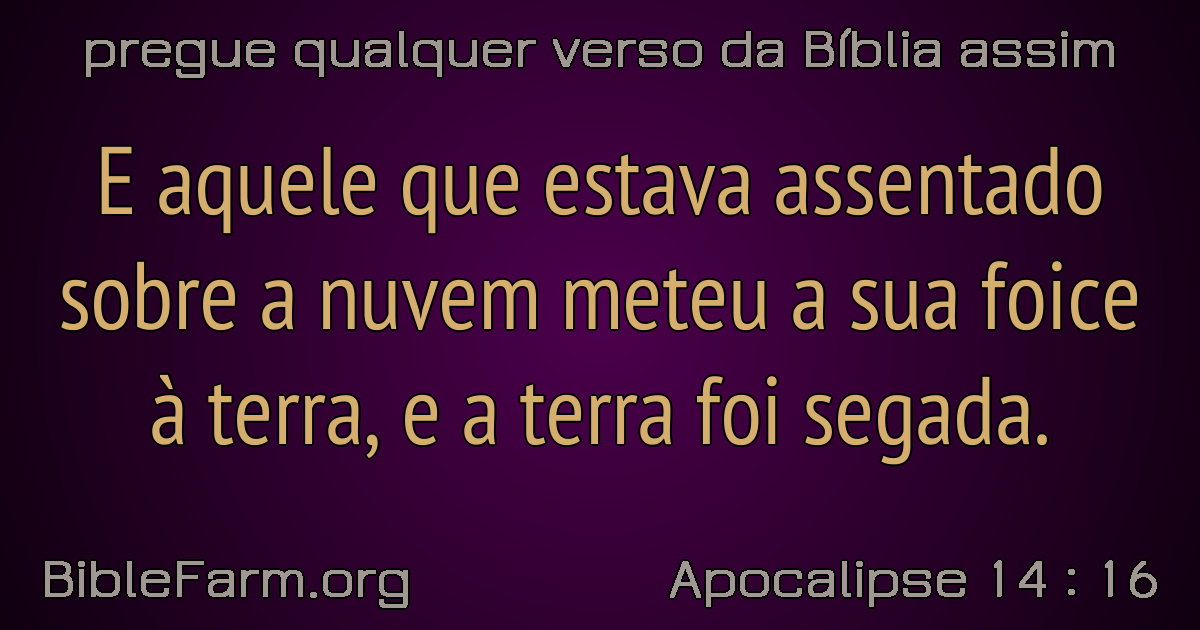 pregue qualquer verso da Bíblia assim
E aquele que estava assentado
sobre a nuvem meteu a sua foice
à terra, e a terra foi segada.
BibleFarm.org
Apocalipse 14 : 16